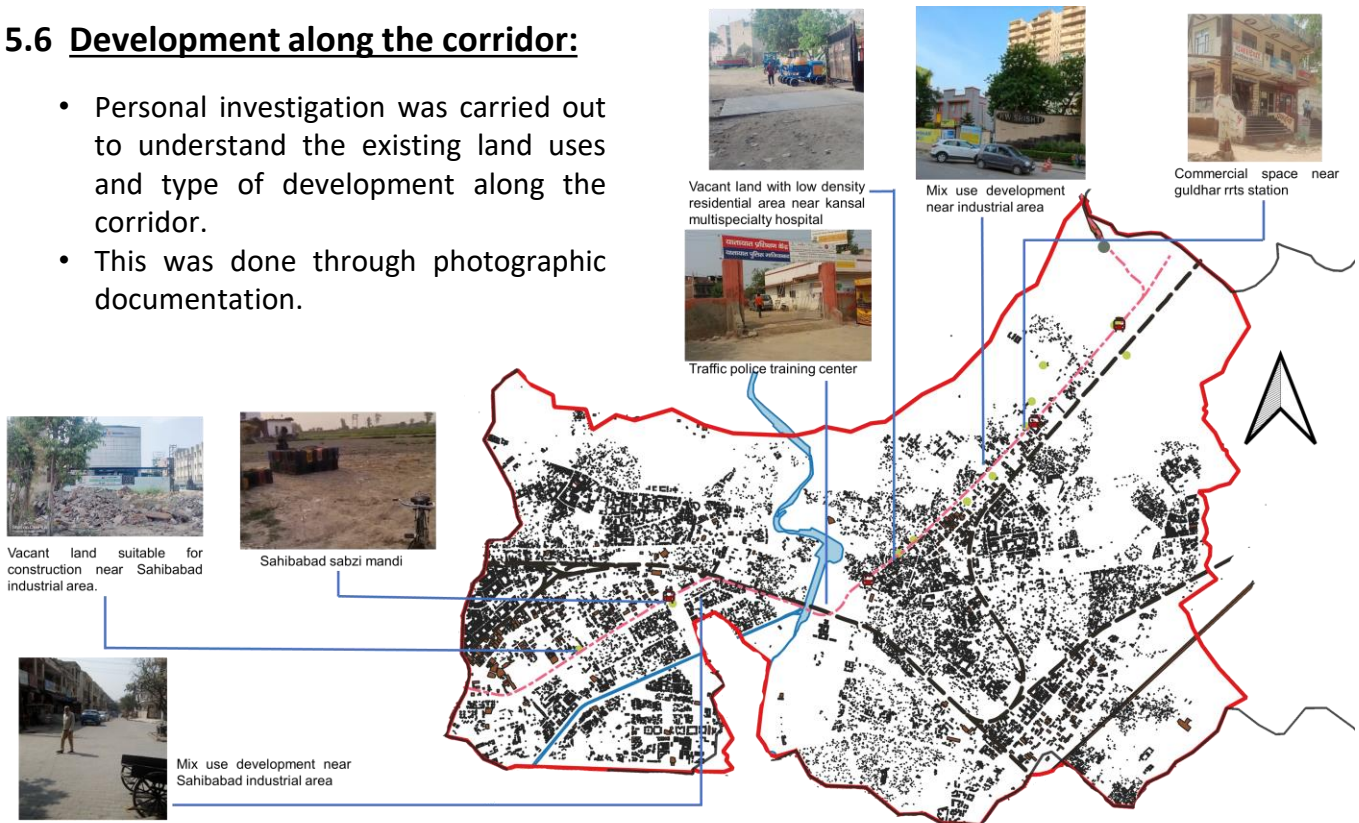 5.6 Development along the corridor:
• Personal investigation was carried out
to understand the existing land uses
and type of development along the
corridor.
• This was done through photographic
documentation.
Vacant land with low density
residential area near kansal
multispecialty hospital
Mix use development
near industrial area
Commercial space near
guldhar rrts station
यातायात प्रशिक्षण केंद्र
यातायात पुलिस गाजियाबाद
Traffic police training center
Vacant land suitable for
construction near Sahibabad
industrial area.
Sahibabad sabzi mandi
Mix use development near
Sahibabad industrial area